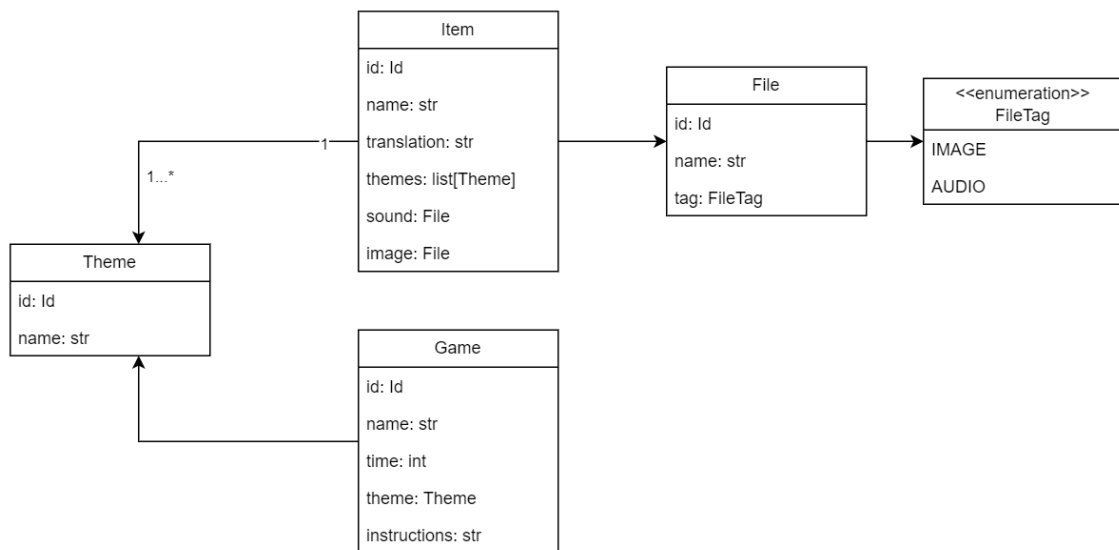 Item
id: Id
name: str
translation: str
themes: list[Theme]
sound: File
image: File
File
id: Id
name: str
tag: FileTag
<<enumeration>>
FileTag
IMAGE
AUDIO
1
1...*
Theme
id: Id
name: str
Game
id: Id
name: str
time: int
theme: Theme
instructions: str